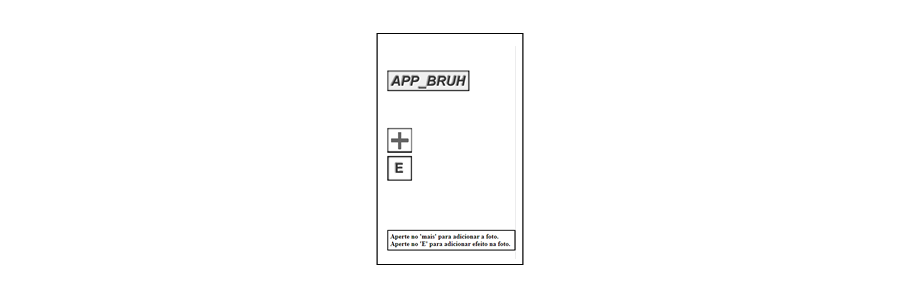 APP_BRUH
E
Aperte no 'mais' para adicionar a foto.
Aperte no 'E' para adicionar efeito na foto.